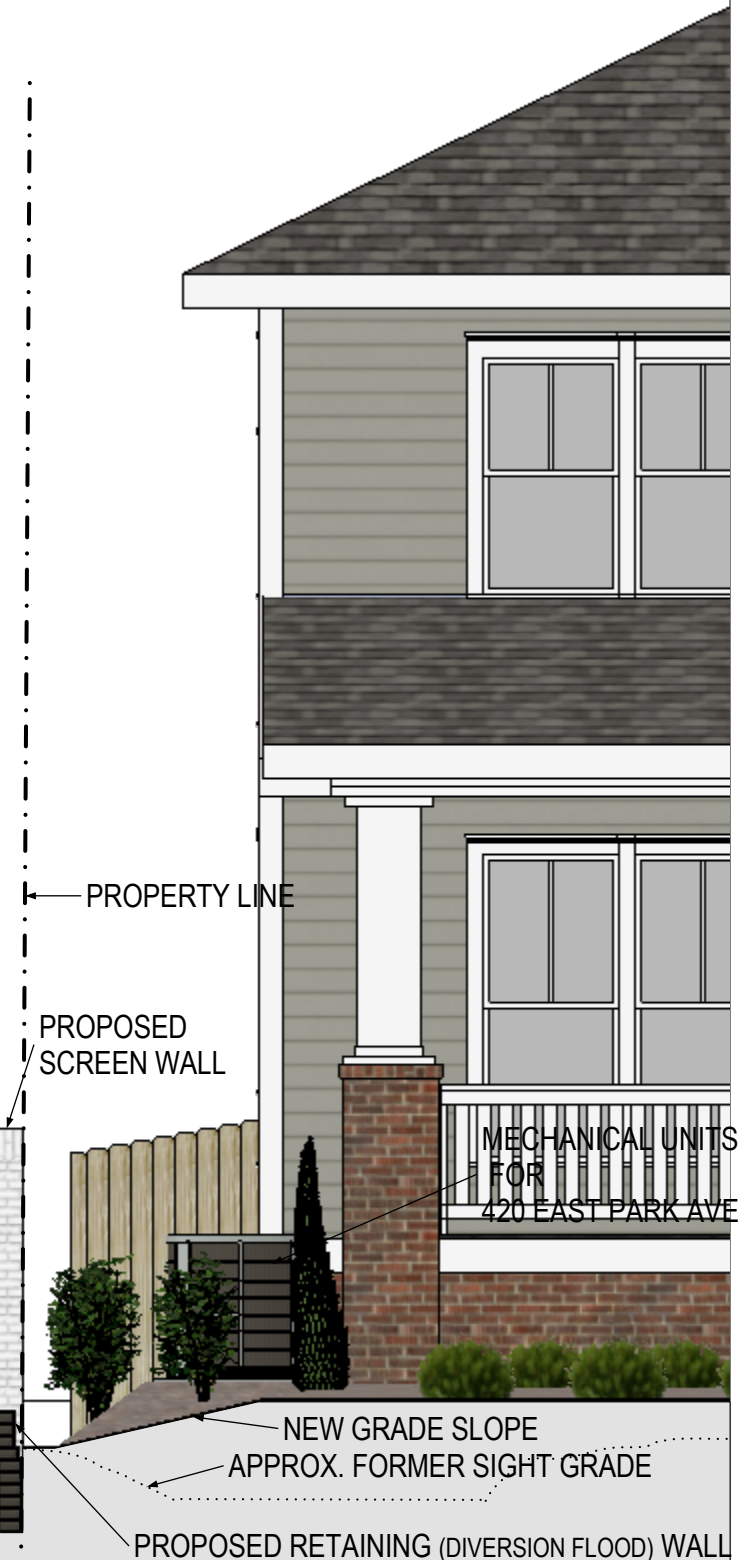 PROPERTY LINE
PROPOSED
SCREEN WALL
MECHANICAL UNITS
FOR
420 EAST PARK AVE
NEW GRADE SLOPE
APPROX. FORMER SIGHT GRADE
PROPOSED RETAINING (DIVERSION FLOOD) WALL